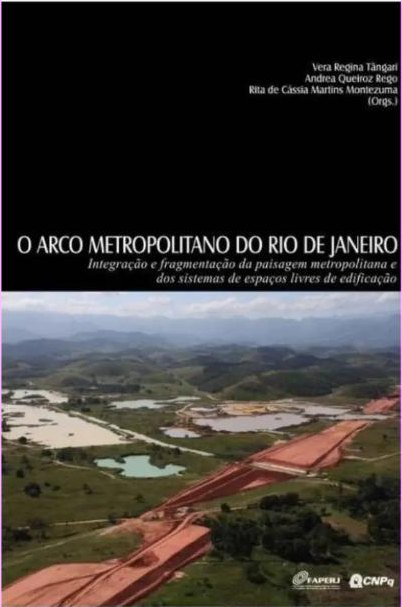 Vera Regina Tângari
Andrea Queiroz Rego
Rita de Cássia Martins Montezuma
(Orgs.)
O ARCO METROPOLITANO DO RIO DE JANEIRO
Integração e fragmentação da paisagem metropolitana e
dos sistemas de espaços livres de edificação
FAPERJ
CNPq